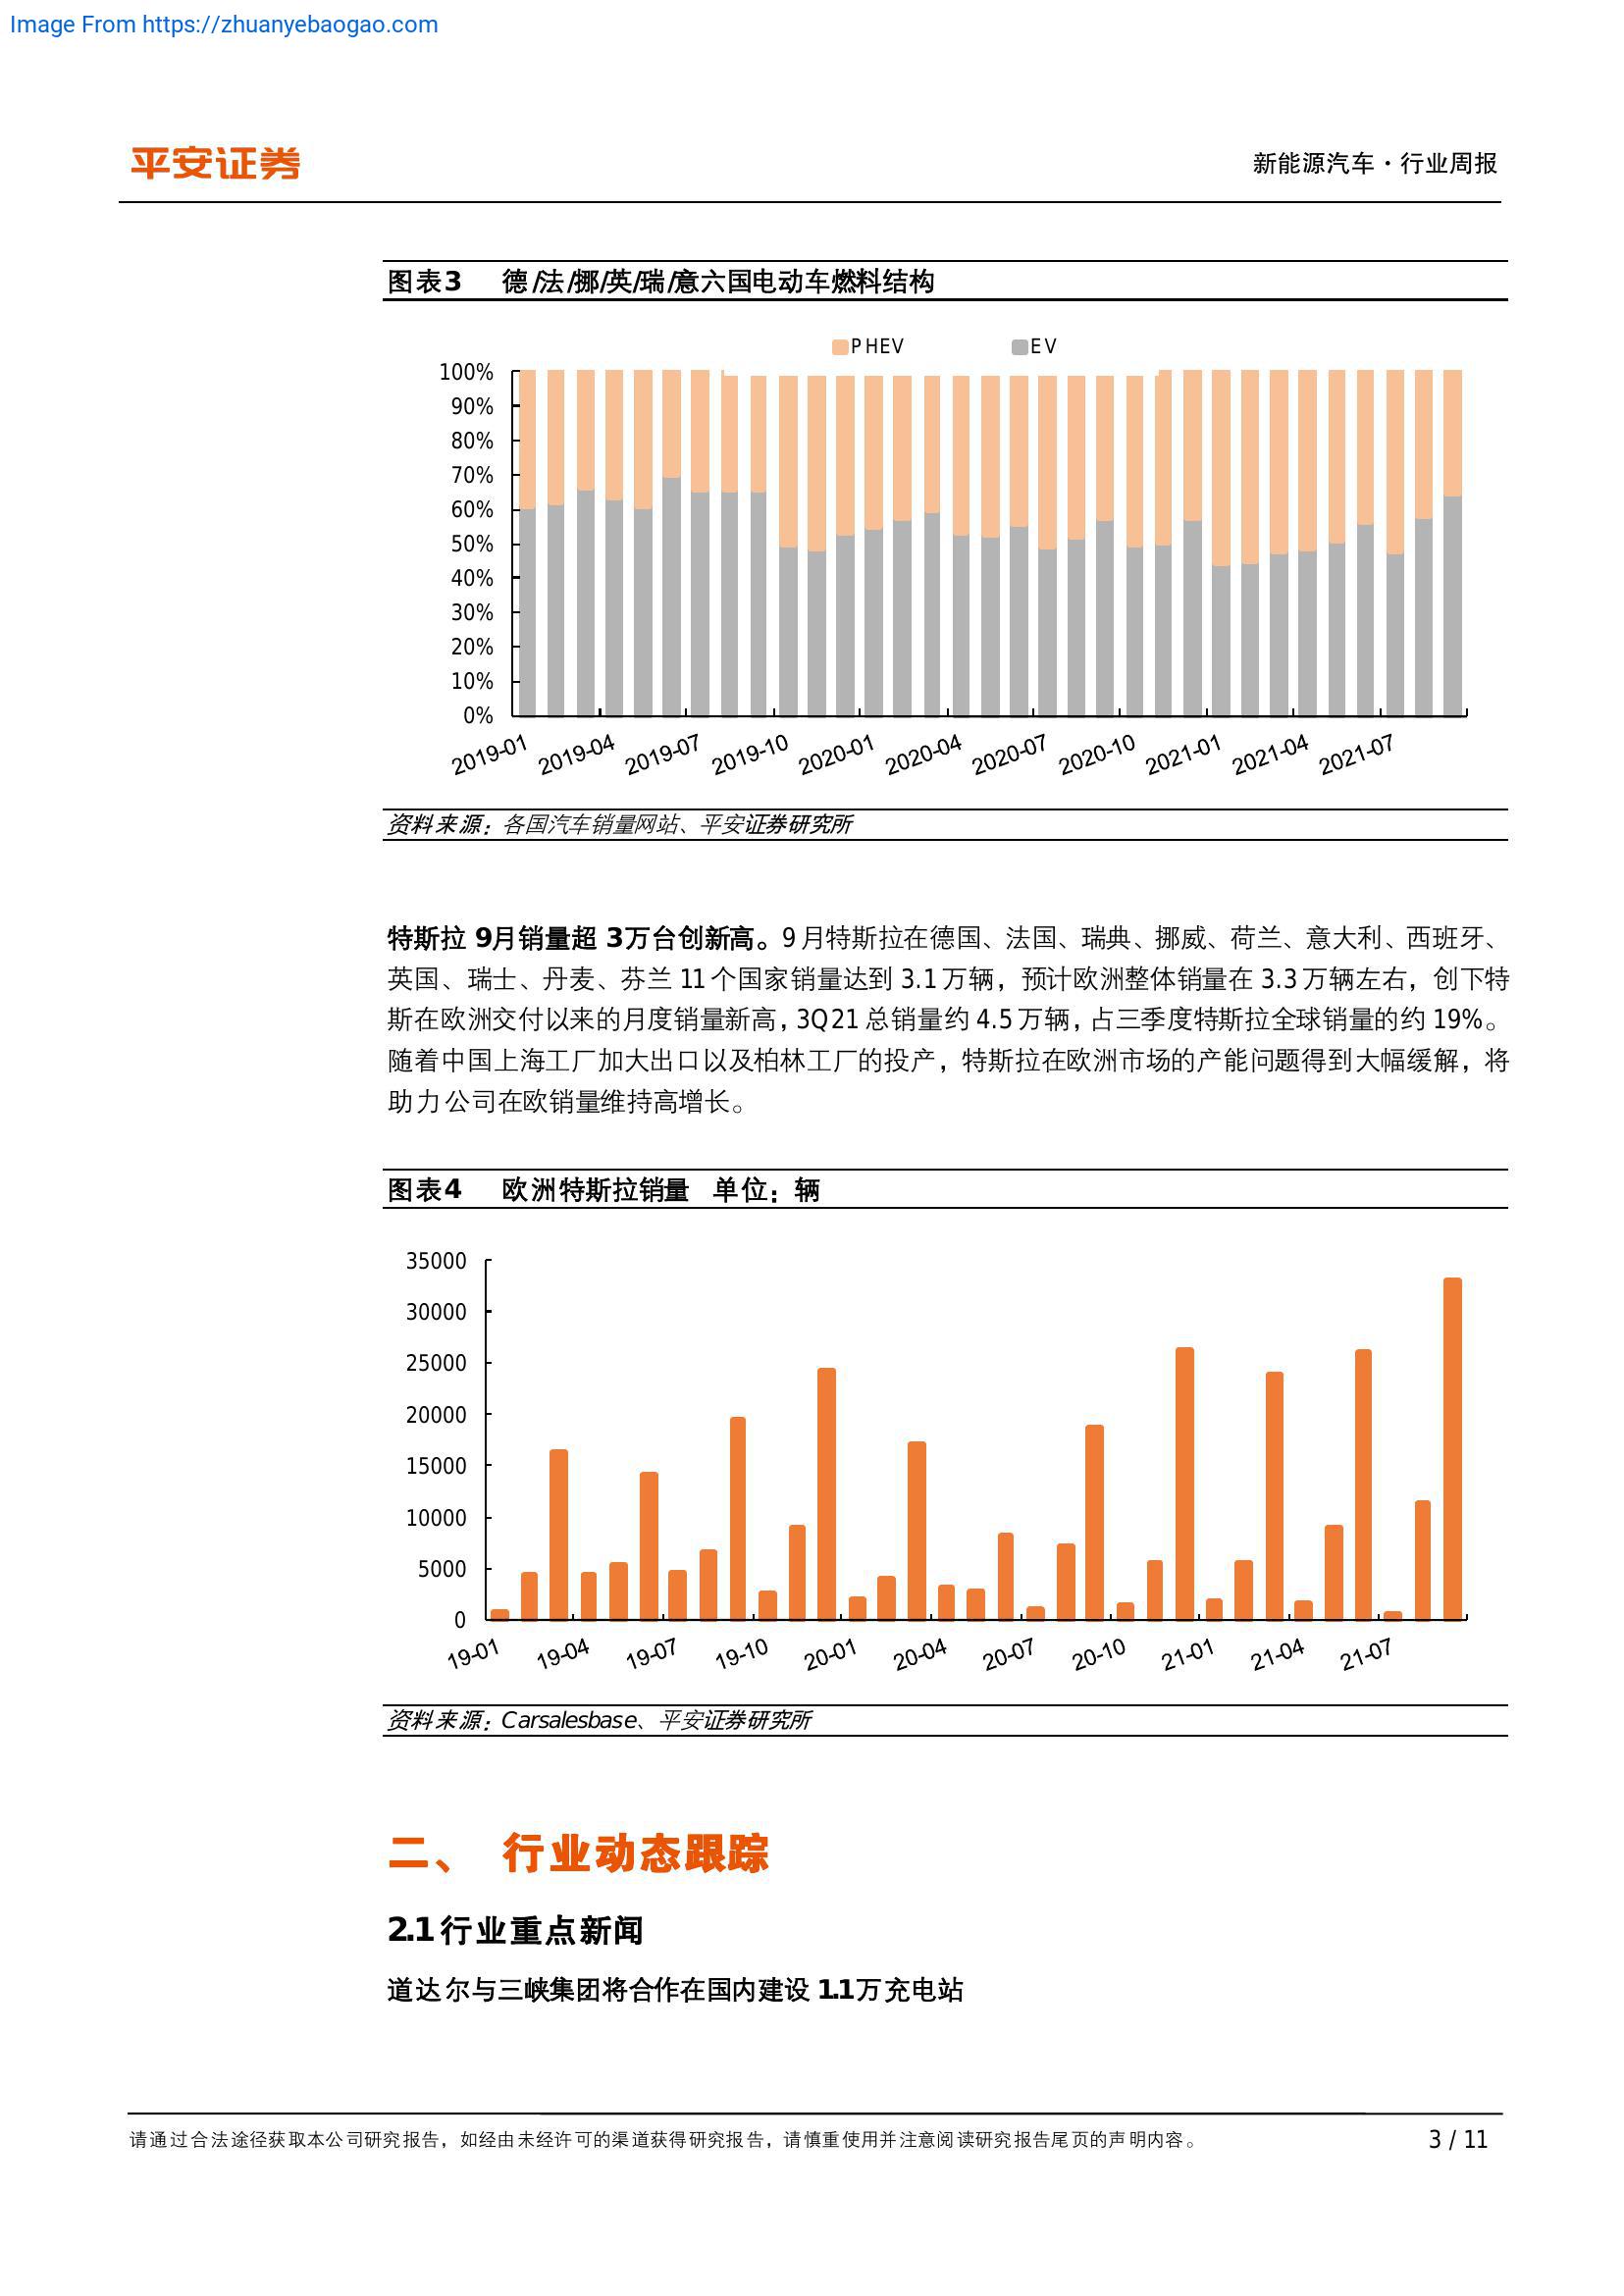 Image From https://zhuanyebaogao.com
平安证券
新能源汽车·行业周报
图表3 德/法/挪/英/瑞/意六国电动车燃料结构
PHEV EV
100%
90%
80%
70%
60%
50%
40%
30%
20%
10%
0%
2019-01 2019-04 2019-07 2019-10 2020-01 2020-04 2020-07 2020-10 2021-01 2021-04 2021-07
资料来源：各国汽车销量网站、平安证券研究所
特斯拉 9月销量超 3万台创新高。9月特斯拉在德国、法国、瑞典、挪威、荷兰、意大利、西班牙、
英国、瑞士、丹麦、芬兰 11个国家销量达到 3.1万辆，预计欧洲整体销量在 3.3万辆左右，创下特
斯在欧洲交付以来的月度销量新高，3Q21 总销量约 4.5万辆，占三季度特斯拉全球销量的约 19%。
随着中国上海工厂加大出口以及柏林工厂的投产，特斯拉在欧洲市场的产能问题得到大幅缓解，将
助力公司在欧销量维持高增长。
图表4 欧洲特斯拉销量 单位：辆
35000
30000
25000
20000
15000
10000
5000
0
19-01 19-04 19-07 19-10 20-01 20-04 20-07 20-10 21-01 21-04 21-07
资料来源：Carsalesbase、平安证券研究所
二、 行业动态跟踪
2.1行业重点新闻
道达尔与三峡集团将合作在国内建设 1.1万充电站
请通过合法途径获取本公司研究报告，如经由未经许可的渠道获得研究报告，请慎重使用并注意阅读研究报告尾页的声明内容。
3 / 11